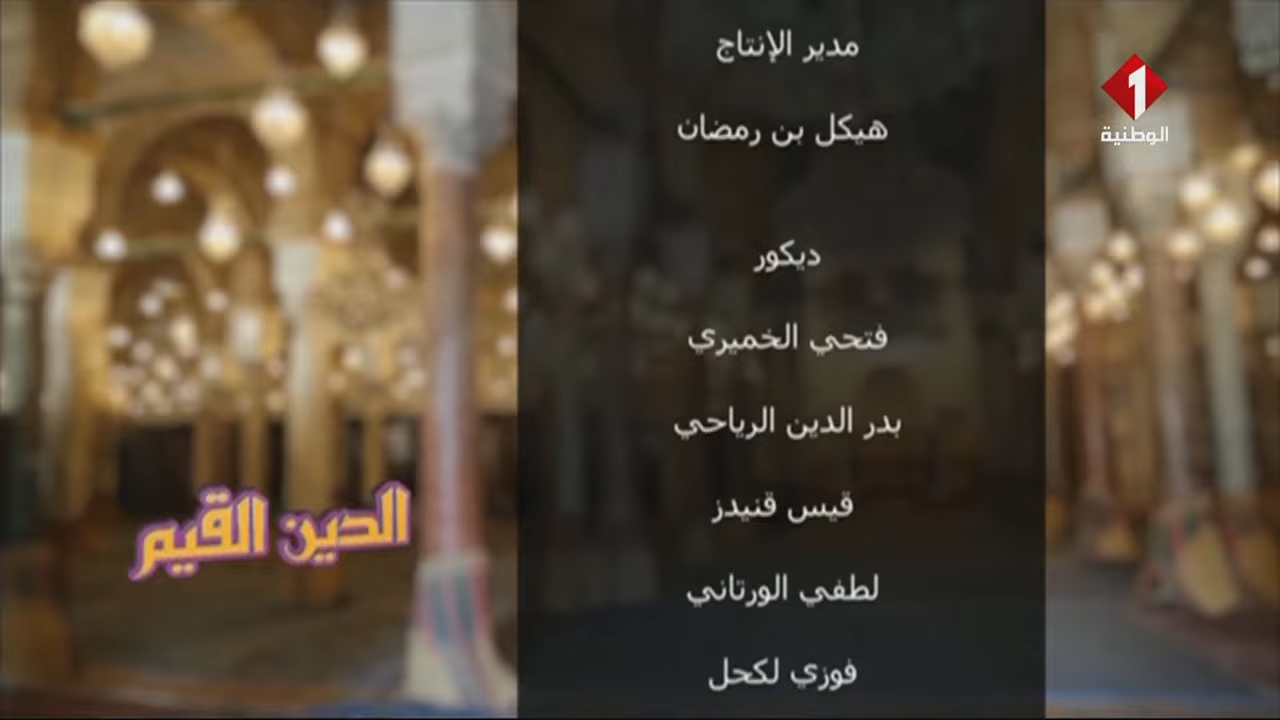 مدير الإنتاج
هيكل بن رمضان
ديكور
فتحي الخميري
بدر الدين الرياحي
قيس قنيدز
لطفي الورتاني
فوزي لكحل
1
الوطنية
الدين القيم